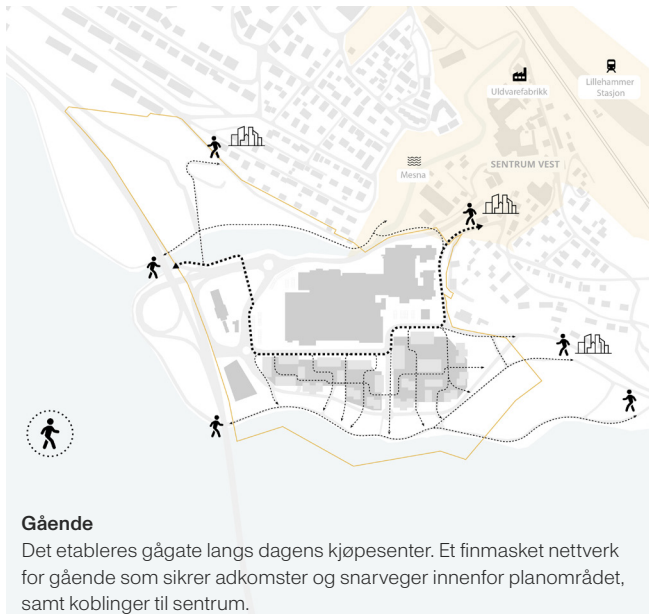 Uldvarefabrikk
Lillehammer
Stasjon
Mesna
SENTRUM VEST
Gående
Det etableres gågate langs dagens kjøpesenter. Et finmasket nettverk
for gående som sikrer adkomster og snarveger innenfor planområdet,
samt koblinger til sentrum.